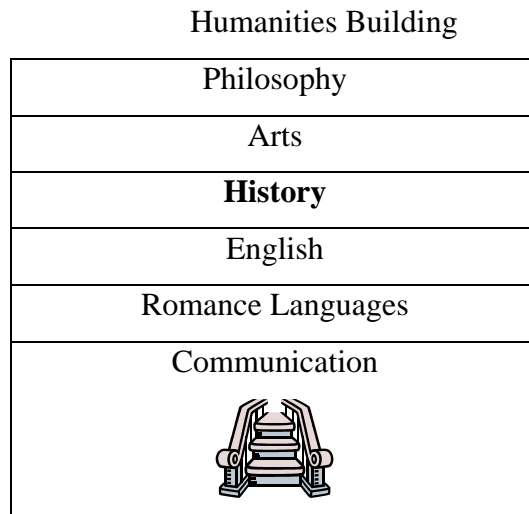 Humanities Building
Philosophy
Arts
History
English
Romance Languages
Communication